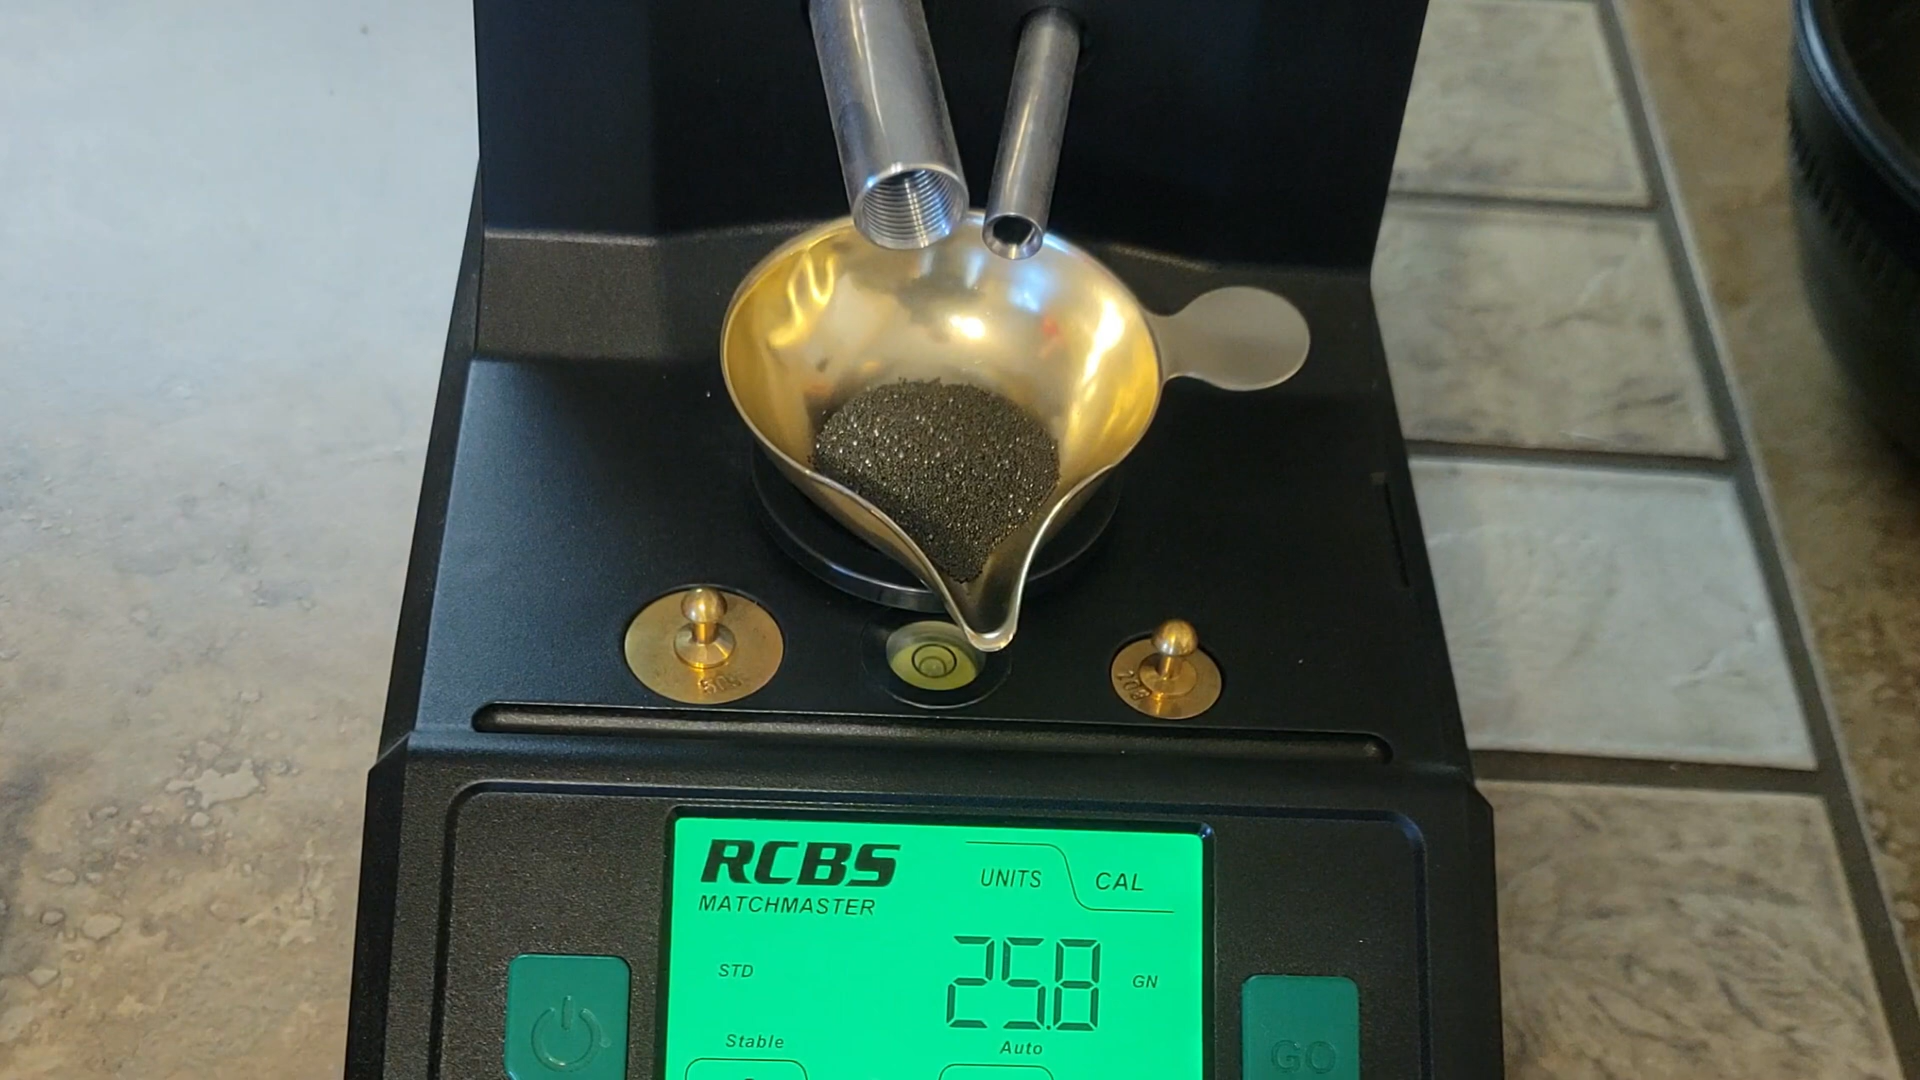 50g
20g
RCBS
MATCHMASTER
UNITS
CAL
STD
25.8
GN
Stable
Auto
GO